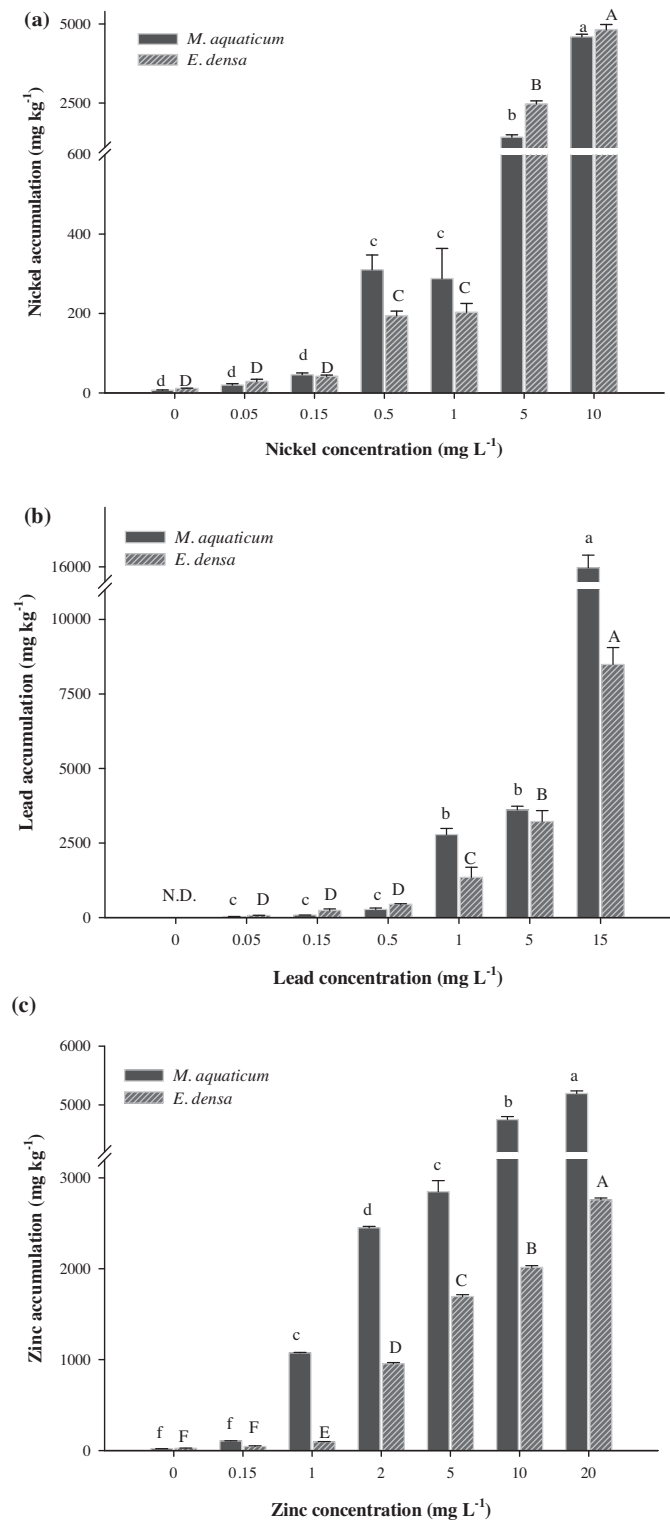 (a)
M. aquaticum
E. densa
Nickel accumulation (mg kg⁻¹)
5000
2500
600
400
200
0
d D d D d D c C c C b B a A
0 0.05 0.15 0.5 1 5 10
Nickel concentration (mg L⁻¹)
(b)
M. aquaticum
E. densa
Lead accumulation (mg kg⁻¹)
16000
10000
7500
5000
2500
0
N.D. c D c D c D b C b B a A
0 0.05 0.15 0.5 1 5 15
Lead concentration (mg L⁻¹)
(c)
M. aquaticum
E. densa
Zinc accumulation (mg kg⁻¹)
6000
5000
3000
2000
1000
0
f F f F c E d D c C b B a A
0 0.15 1 2 5 10 20
Zinc concentration (mg L⁻¹)